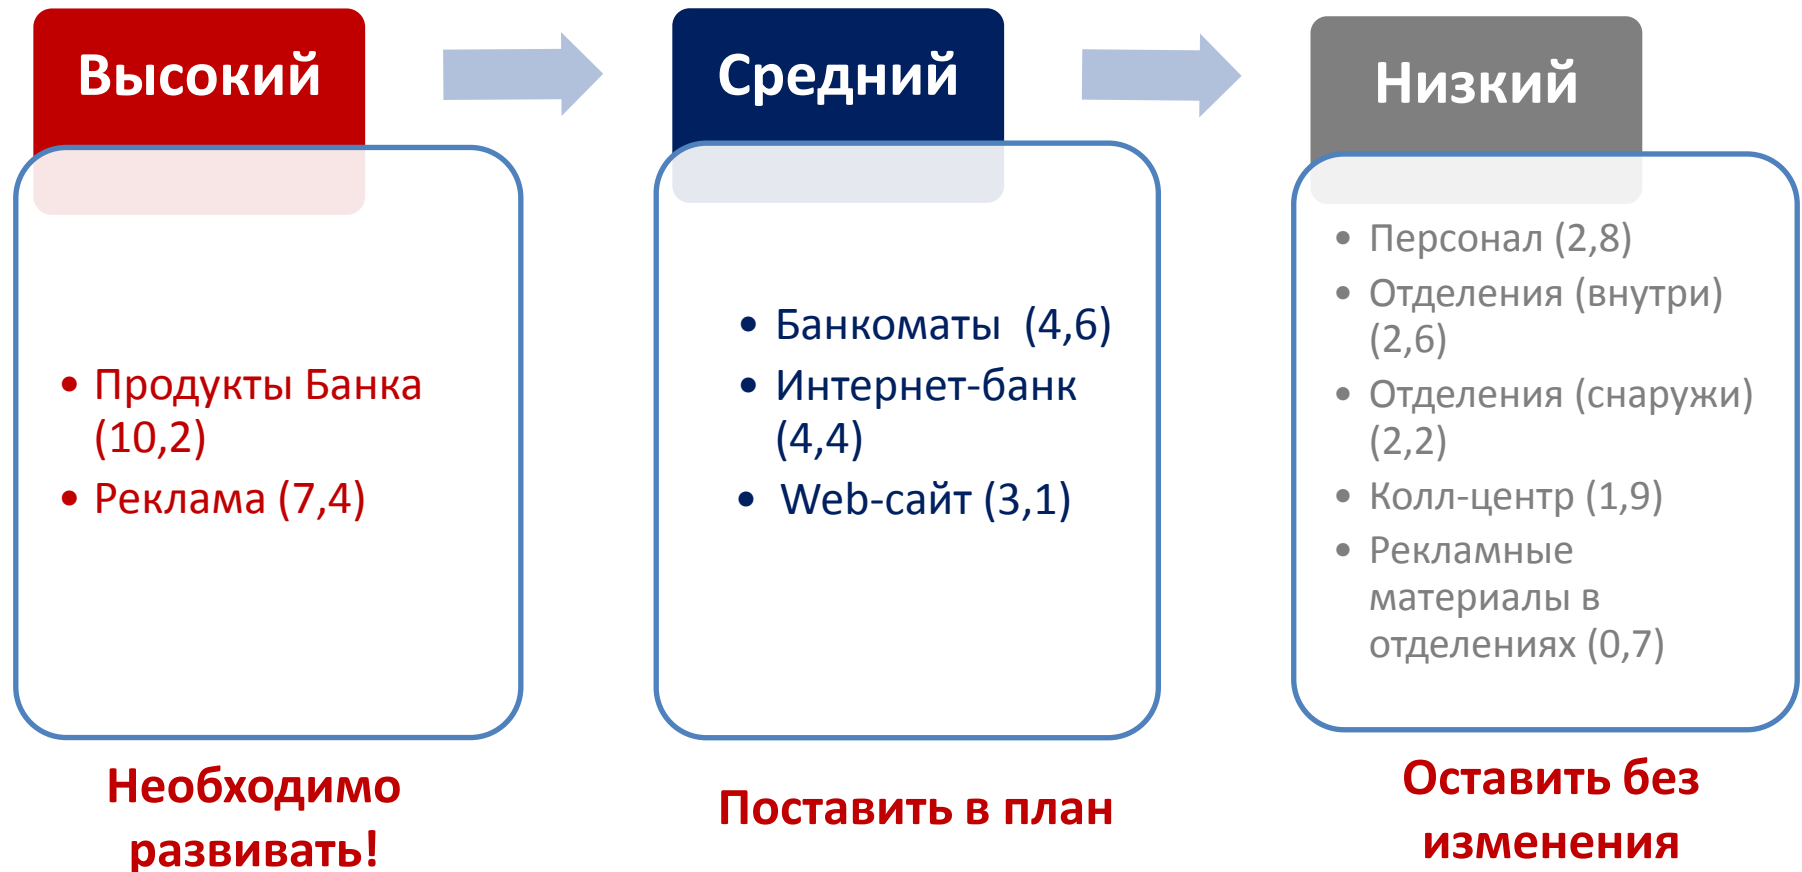 Высокий
• Продукты Банка
(10,2)
• Реклама (7,4)
Необходимо
развивать!
Средний
• Банкоматы (4,6)
• Интернет-банк
(4,4)
• Web-сайт (3,1)
Поставить в план
Низкий
• Персонал (2,8)
• Отделения (внутри)
(2,6)
• Отделения (снаружи)
(2,2)
• Колл-центр (1,9)
• Рекламные
материалы в
отделениях (0,7)
Оставить без
изменения